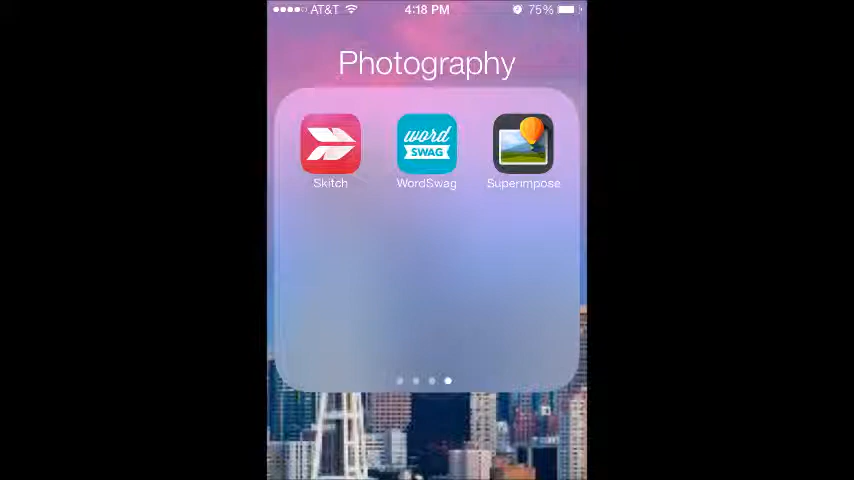 AT&T 4:18 PM 75%
Photography
word
SWAG
Skitch WordSwag Superimpose